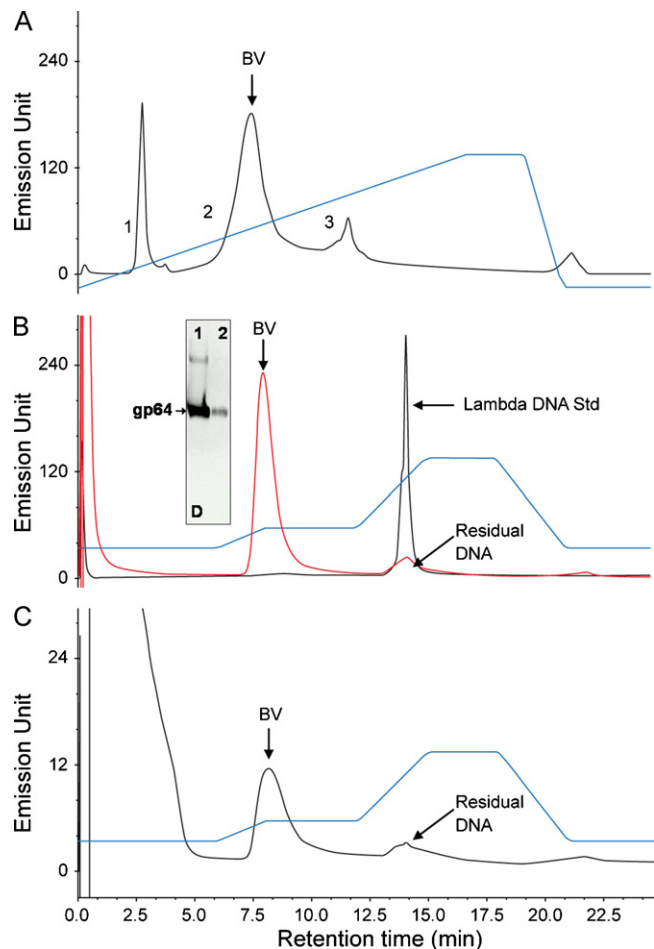 A
Emission Unit
240
120
0
1
2
3
BV
B
Emission Unit
240
120
0
1 2
gp64
D
BV
Lambda DNA Std
Residual
DNA
C
Emission Unit
24
12
0
BV
Residual
DNA
0.0 2.5 5.0 7.5 10.0 12.5 15.0 17.5 20.0 22.5
Retention time (min)